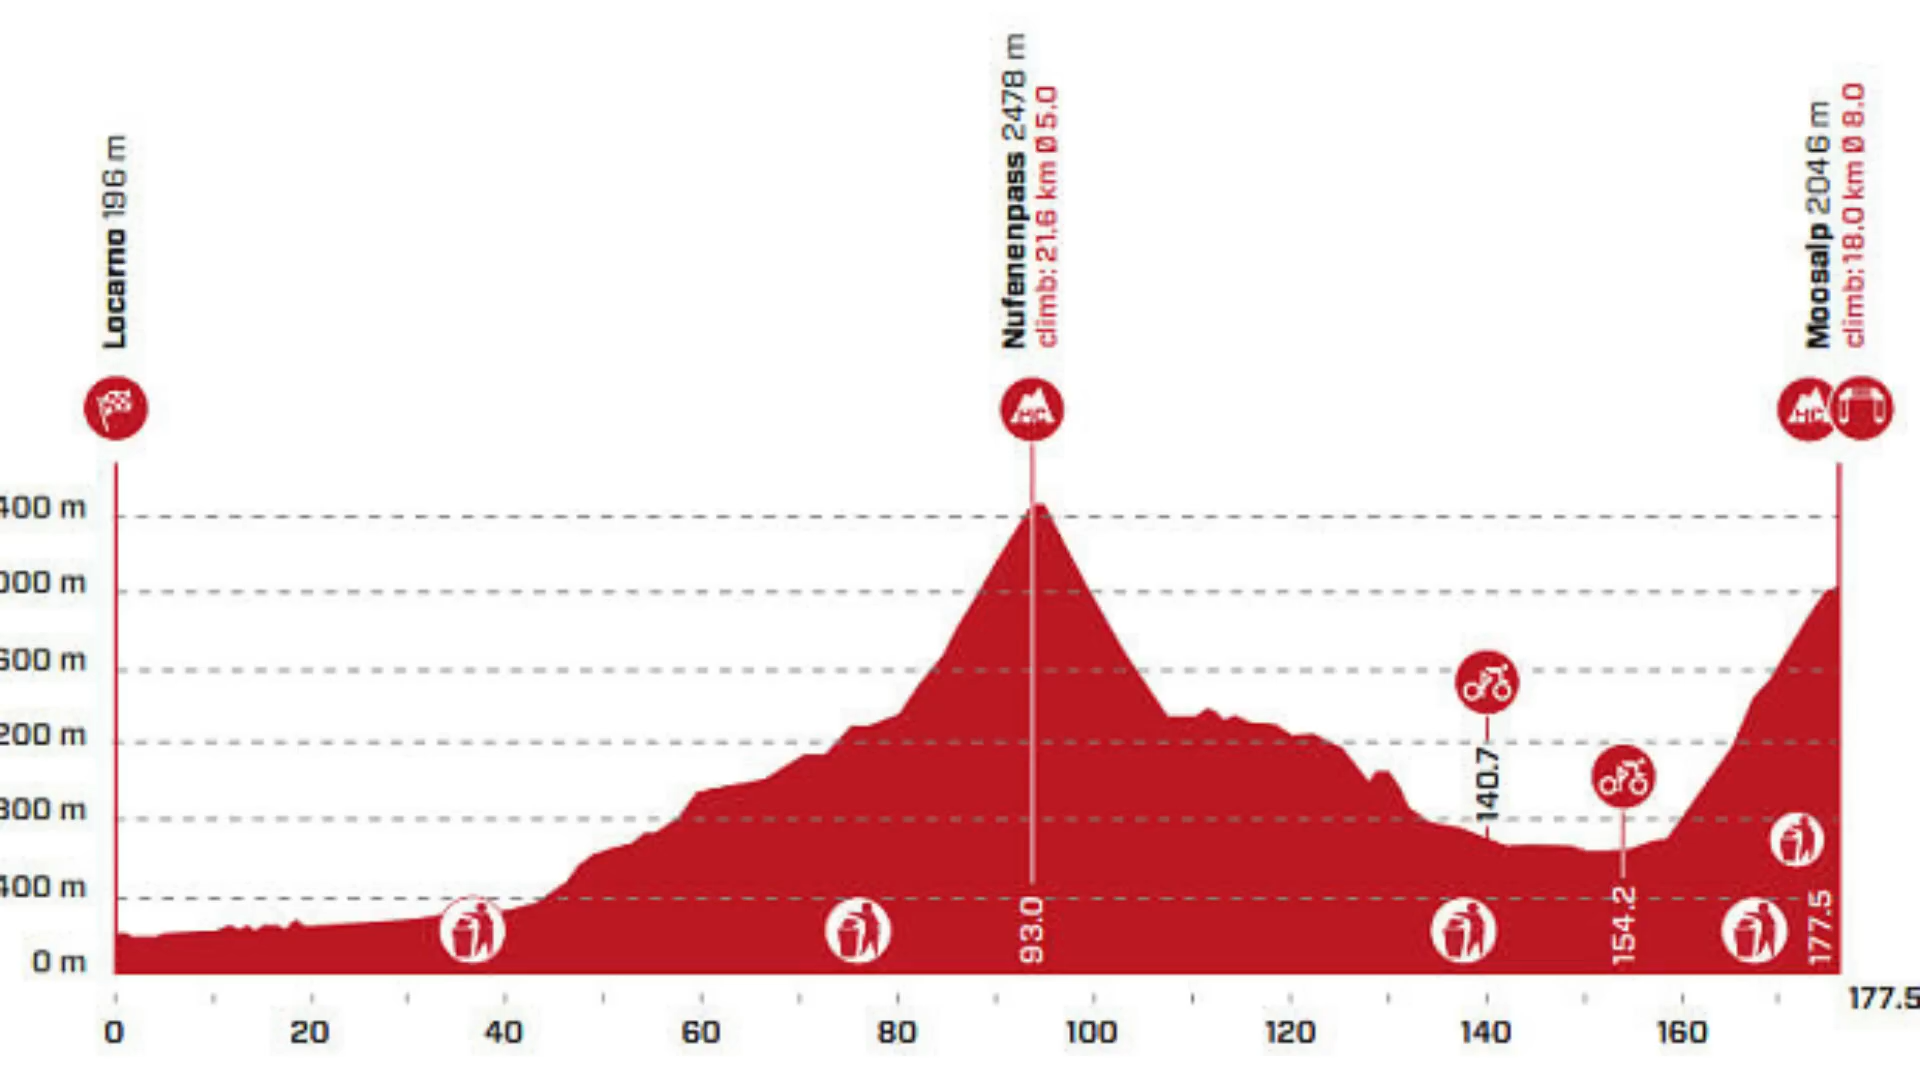 Locarno 196 m
Nufenenpass 2478 m
climb: 21.6 km Ø 5.0
Moosalp 2046 m
climb: 18.0 km Ø 8.0
HC
HC
400 m
000 m
600 m
200 m
800 m
400 m
0 m
140.7
93.0
154.2
177.5
177.5
0 20 40 60 80 100 120 140 160